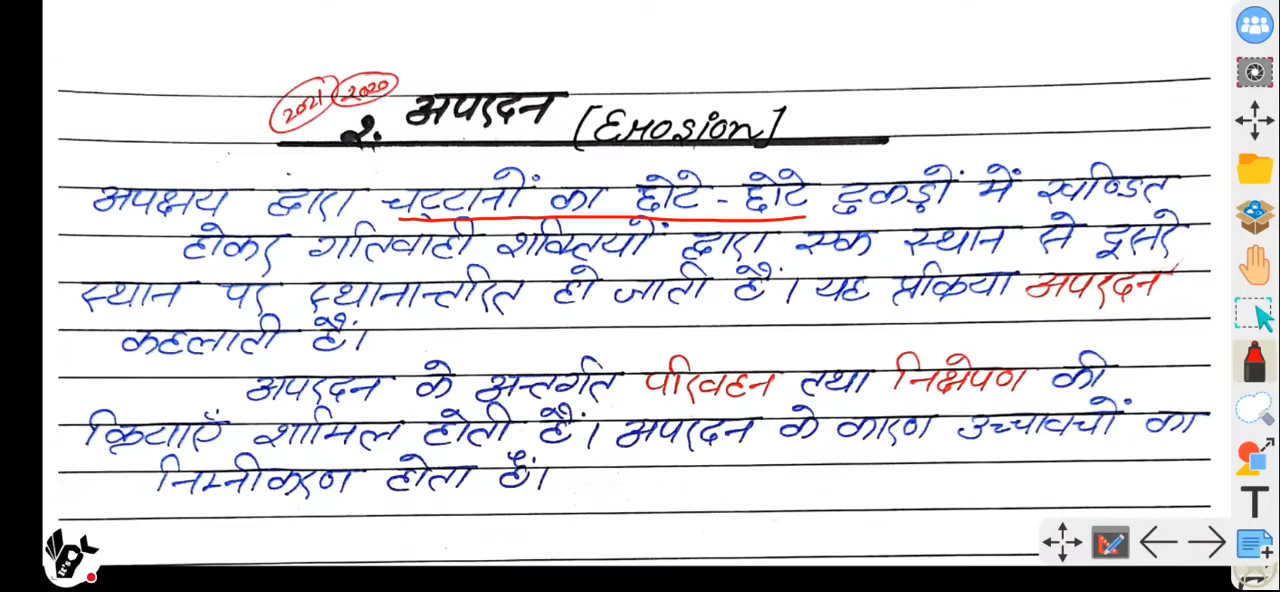 2021 2020
2. अपरदन [Erosion]
अपक्षय द्वारा चट्टानों का छोटे-छोटे टुकड़ों में खण्डित
होकर गतिवाही शक्तियों द्वारा एक स्थान से दूसरे
स्थान पर स्थानान्तरित हो जाती हैं। यह प्रक्रिया अपरदन
कहलाती हैं।
अपरदन के अन्तर्गत परिवहन तथा निक्षेपण की
क्रियाएँ शामिल होती हैं। अपरदन के कारण उच्चावचों का
निम्नीकरण होता हैं।
T